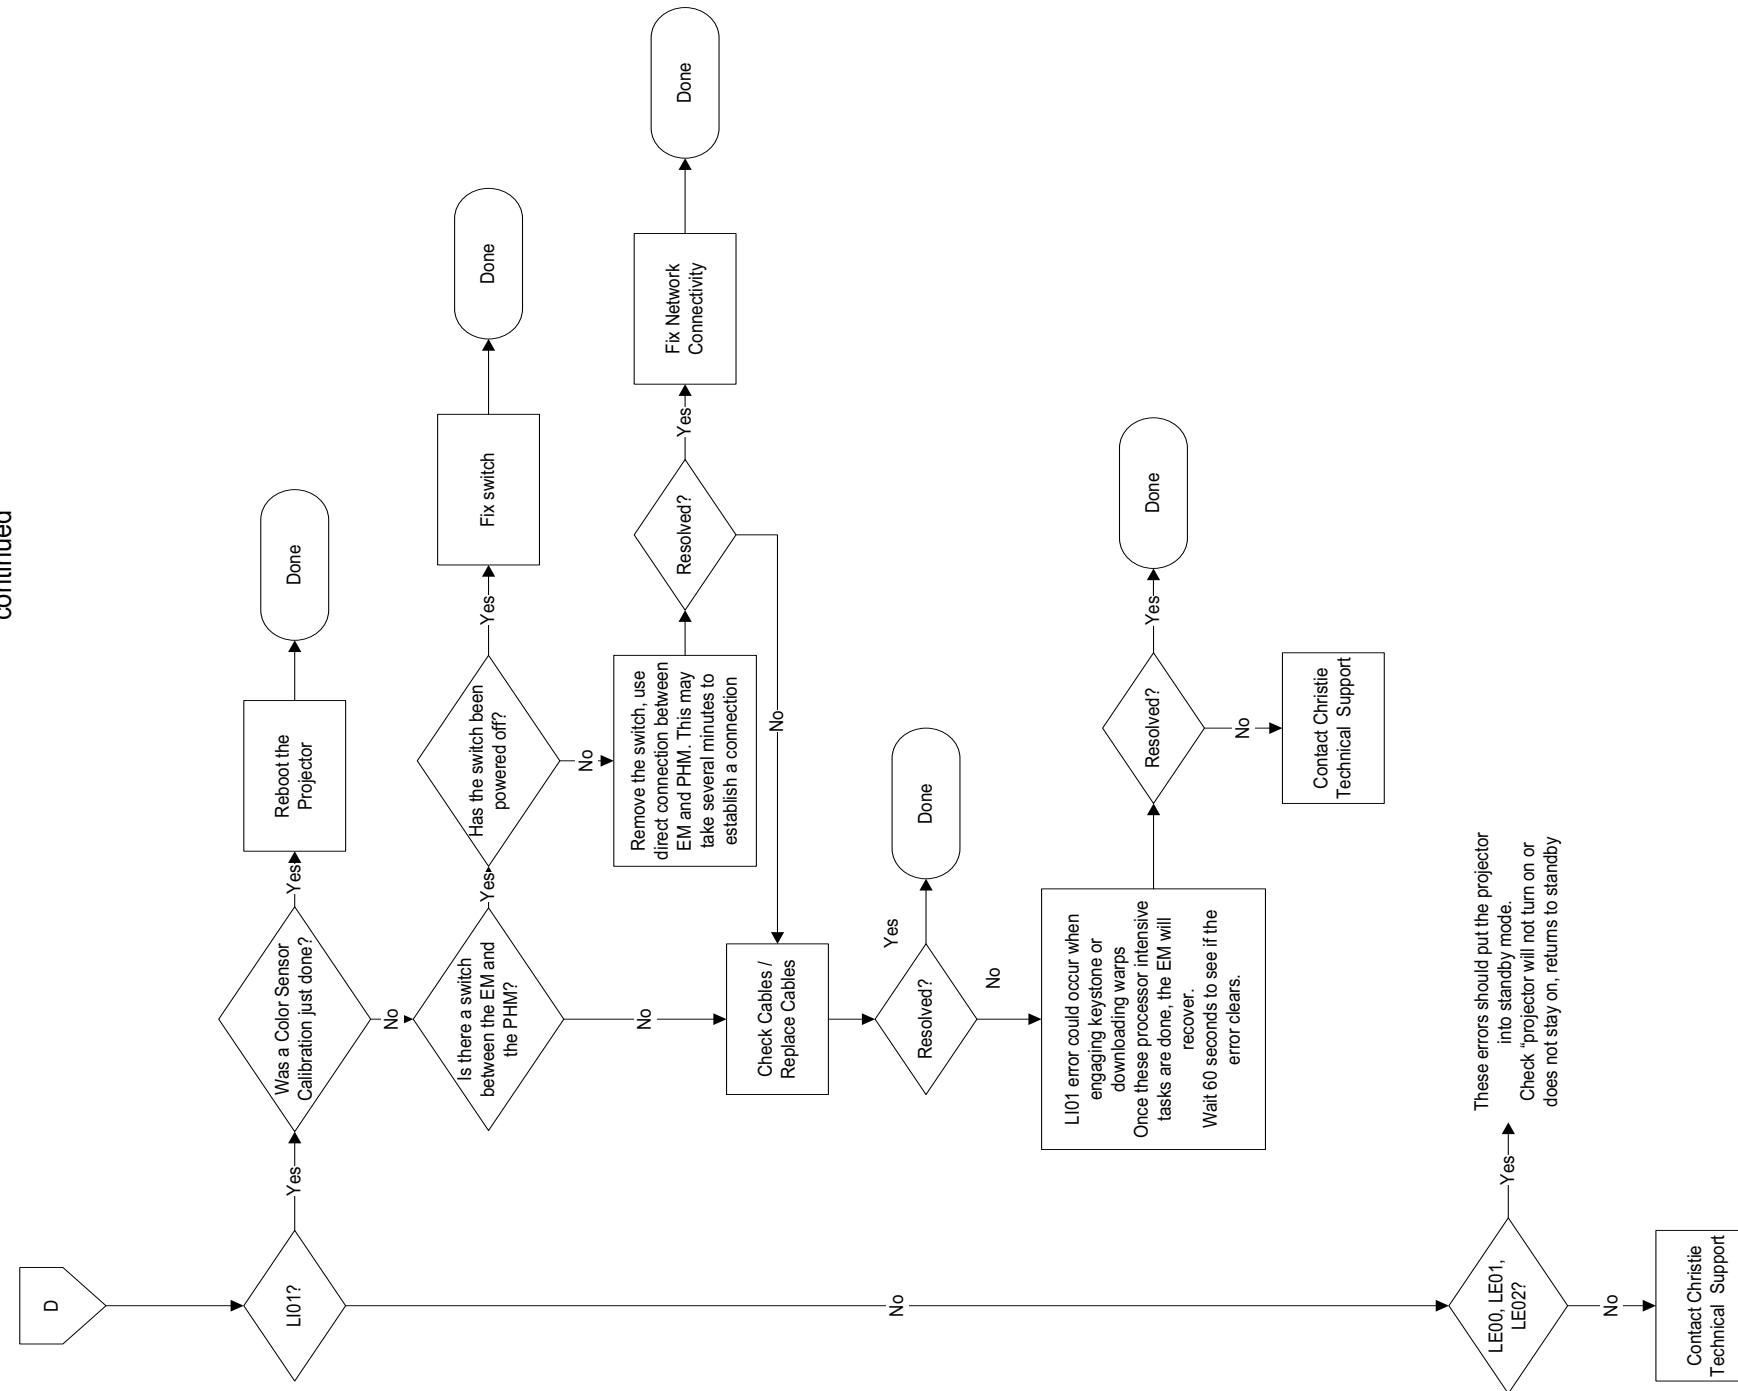 continued
D
LI01?
Yes
No
Was a Color Sensor
Calibration just done?
Yes
No
Reboot the
Projector
Done
Is there a switch
between the EM and
the PHM?
Yes
No
Has the switch been
powered off?
Yes
No
Fix switch
Done
Remove the switch, use
direct connection between
EM and PHM. This may
take several minutes to
establish a connection
Resolved?
Yes
No
Fix Network
Connectivity
Done
Check Cables /
Replace Cables
Resolved?
Yes
No
Done
LI01 error could occur when
engaging keystone or
downloading warps
Once these processor intensive
tasks are done, the EM will
recover.
Wait 60 seconds to see if the
error clears.
Resolved?
Yes
No
Done
Contact Christie
Technical Support
LE00, LE01,
LE02?
Yes
No
These errors should put the projector
into standby mode.
Check “projector will not turn on or
does not stay on, returns to standby
Contact Christie
Technical Support